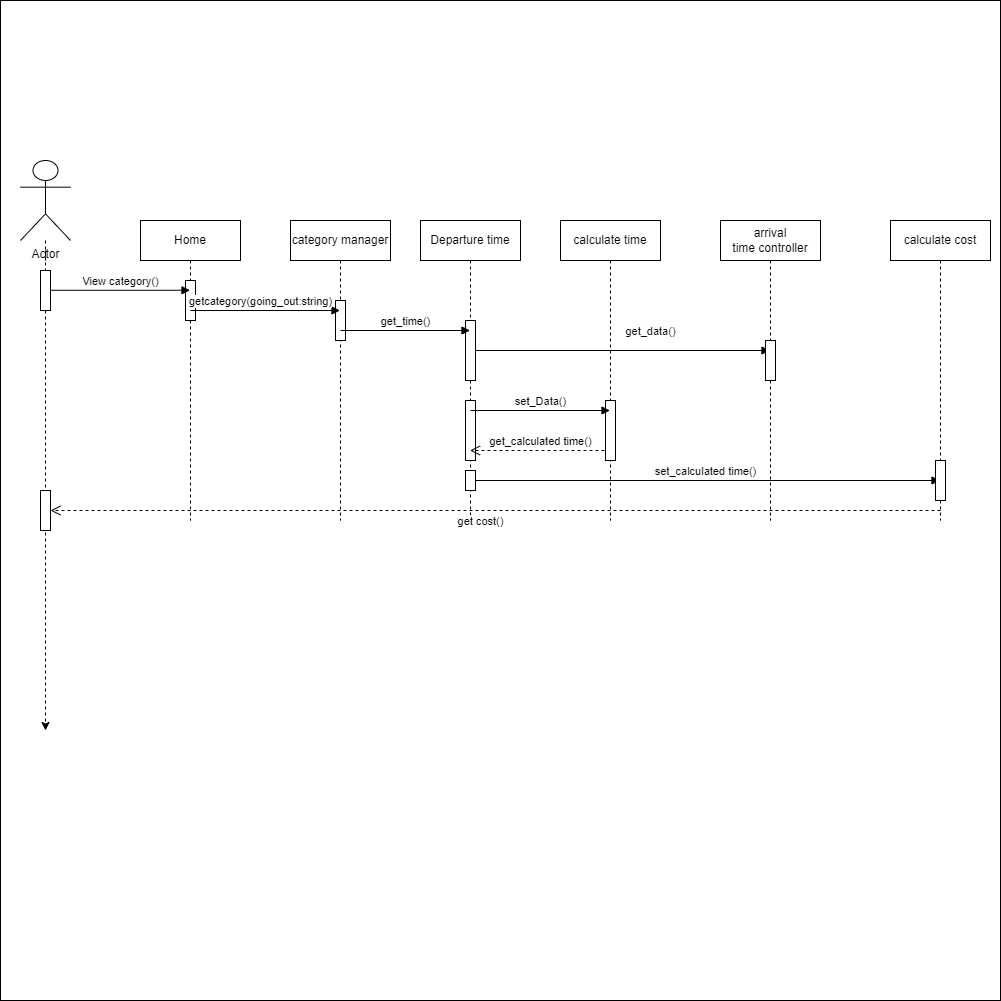 Actor
Home
category manager
Departure time
calculate time
arrival
time controller
calculate cost
View category()
getcategory(going_out:string)
get_time()
get_data()
set_Data()
get_calculated time()
set_calculated time()
get cost()